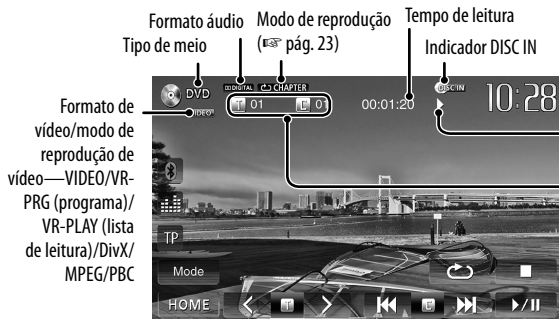 Formato áudio
Modo de reprodução
(☞ pág. 23)
Tempo de leitura
Tipo de meio
Indicador DISC IN
Formato de
vídeo/modo de
reprodução de
vídeo—VIDEO/VR-
PRG (programa)/
VR-PLAY (lista
de leitura)/DivX/
MPEG/PBC
DVD
DIGITAL
CHAPTER
DISC IN
10:28
VIDEO
T 01
C 01
00:01:20
TP
Mode
HOME
T
C